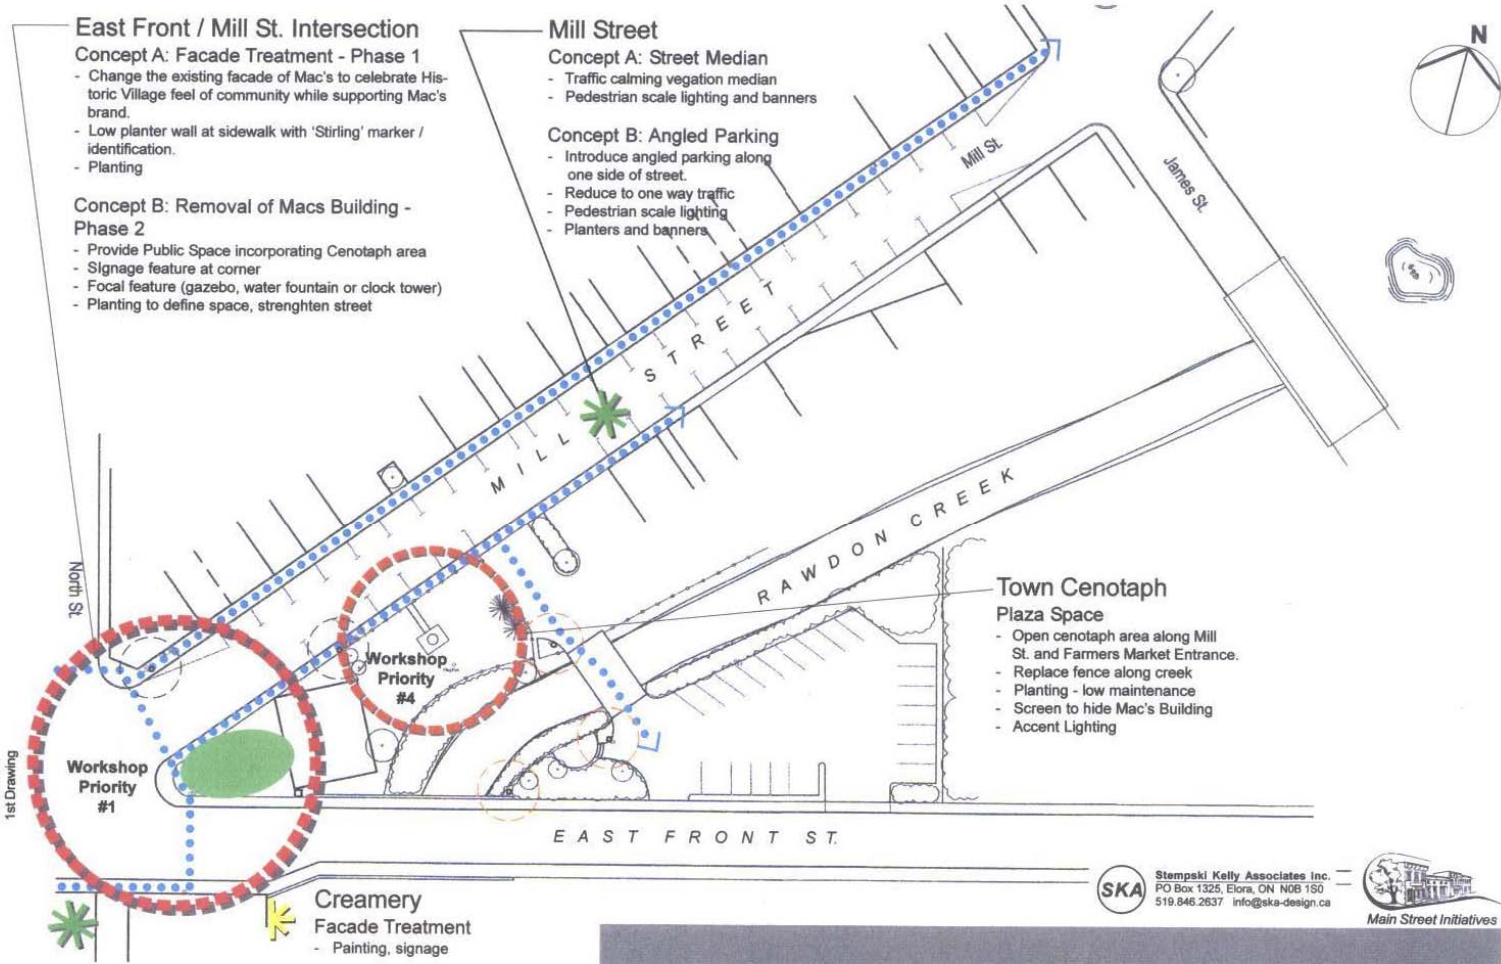 East Front / Mill St. Intersection
Concept A: Facade Treatment - Phase 1
- Change the existing facade of Mac's to celebrate His-
toric Village feel of community while supporting Mac's
brand.
- Low planter wall at sidewalk with 'Stirling' marker /
identification.
- Planting
Concept B: Removal of Macs Building -
Phase 2
- Provide Public Space incorporating Cenotaph area
- SIgnage feature at corner
- Focal feature (gazebo, water fountain or clock tower)
- Planting to define space, strenghten street
Mill Street
Concept A: Street Median
- Traffic calming vegation median
- Pedestrian scale lighting and banners
Concept B: Angled Parking
- Introduce angled parking along
one side of street.
- Reduce to one way traffic
- Pedestrian scale lighting
- Planters and banners
N
Mill St.
James St.
MILL STREET
RAWDON CREEK
North St.
Town Cenotaph
Plaza Space
- Open cenotaph area along Mill
St. and Farmers Market Entrance.
- Replace fence along creek
- Planting - low maintenance
- Screen to hide Mac's Building
- Accent Lighting
Workshop
Priority
#4
Workshop
Priority
#1
1st Drawing
EAST FRONT ST.
Creamery
Facade Treatment
- Painting, signage
SKA
Stempski Kelly Associates Inc.
PO Box 1325, Elora, ON N0B 1S0
519.846.2637 info@ska-design.ca
Main Street Initiatives